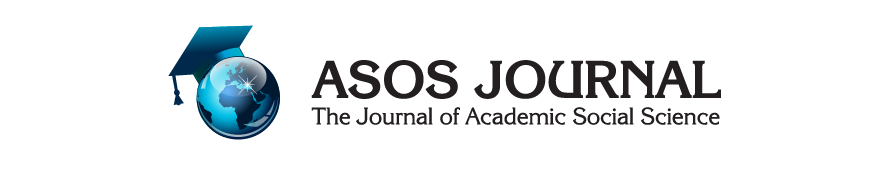 ASOS JOURNAL
The Journal of Academic Social Science